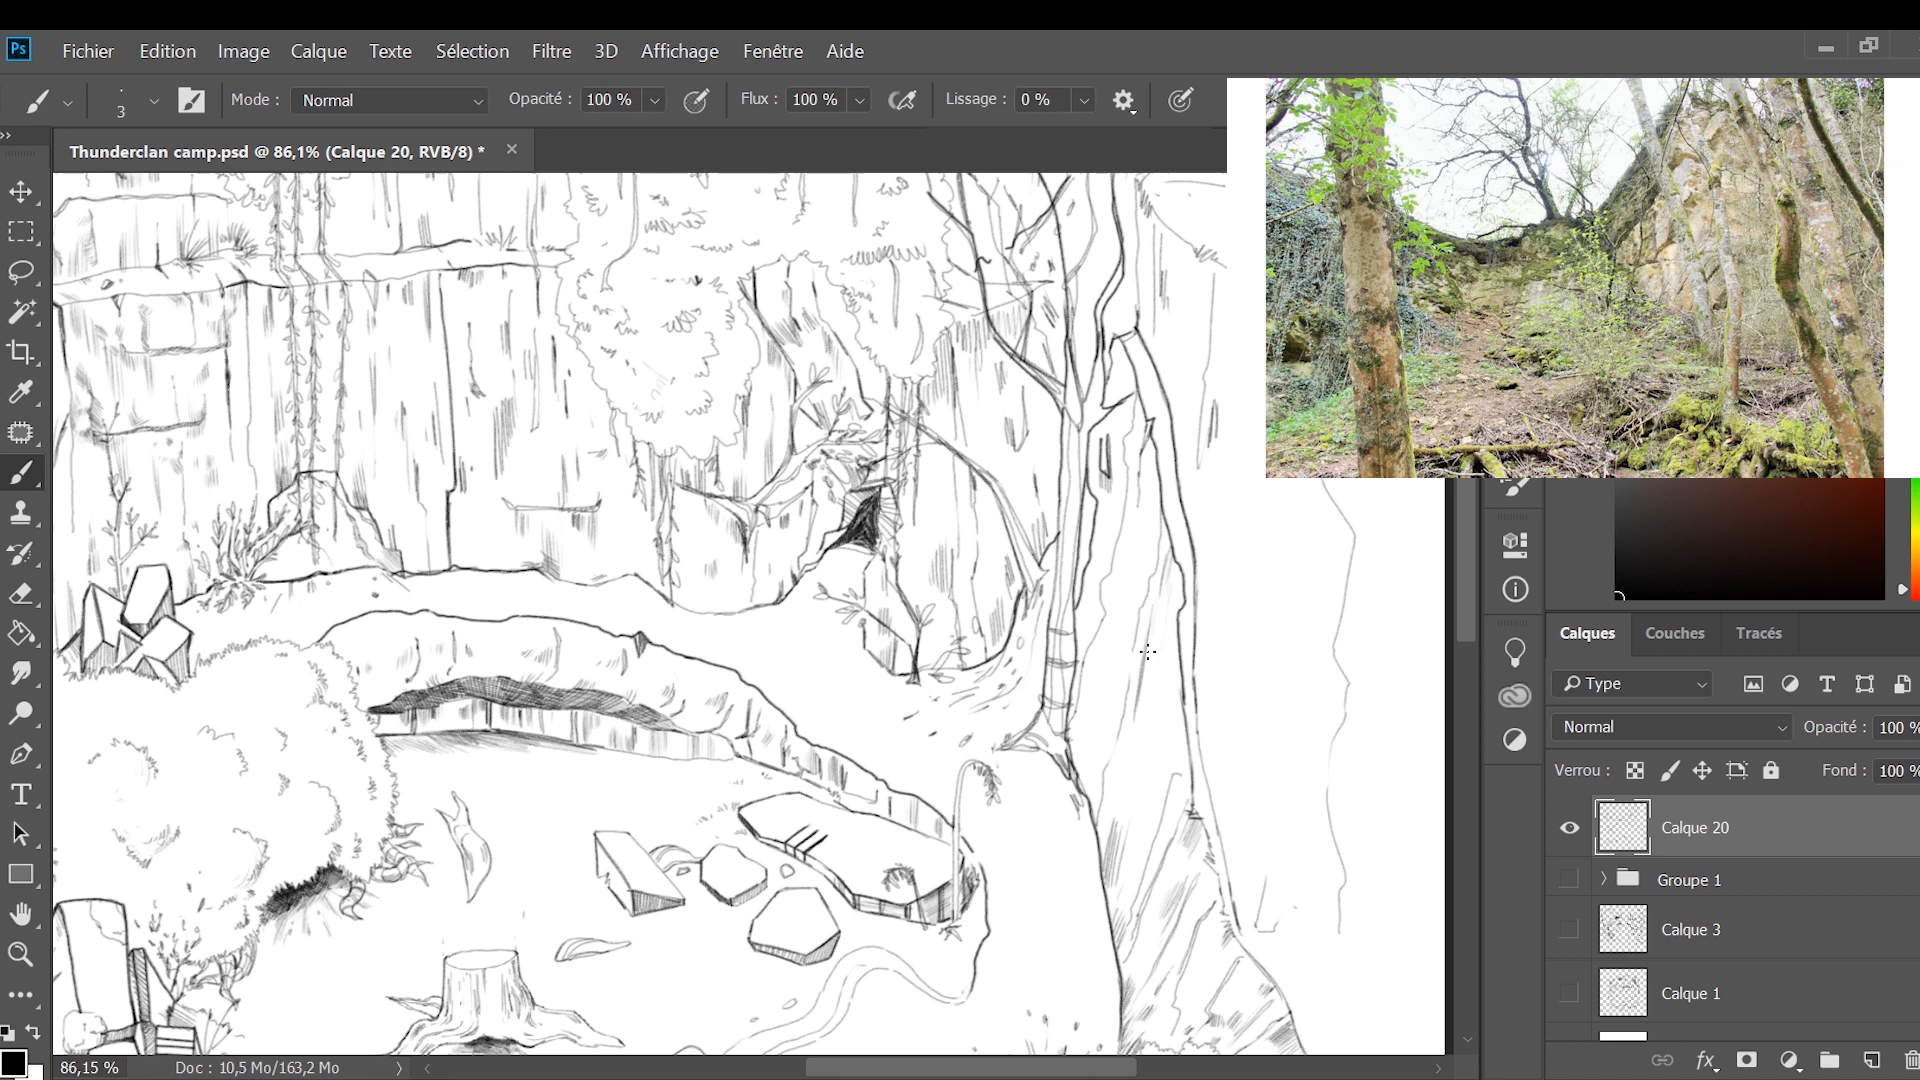 Ps Fichier Edition Image Calque Texte Sélection Filtre 3D Affichage Fenêtre Aide
3 Mode : Normal Opacité : 100 % Flux : 100 % Lissage : 0 %
Thunderclan camp.psd @ 86,1% (Calque 20, RVB/8) * ×
Calques Couches Tracés
Type
Normal Opacité : 100 %
Verrou : Fond : 100 %
Calque 20
Groupe 1
Calque 3
Calque 1
fx
86,15 % Doc : 10,5 Mo/163,2 Mo